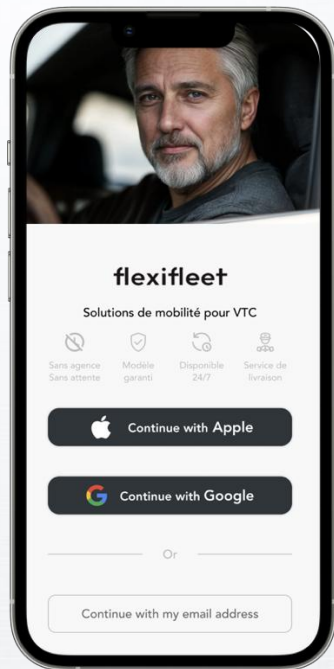 flexifleet
Solutions de mobilité pour VTC
Sans agence
Sans attente
Modèle
garanti
Disponible
24/7
Service de
livraison
Continue with Apple
Continue with Google
Or
Continue with my email address